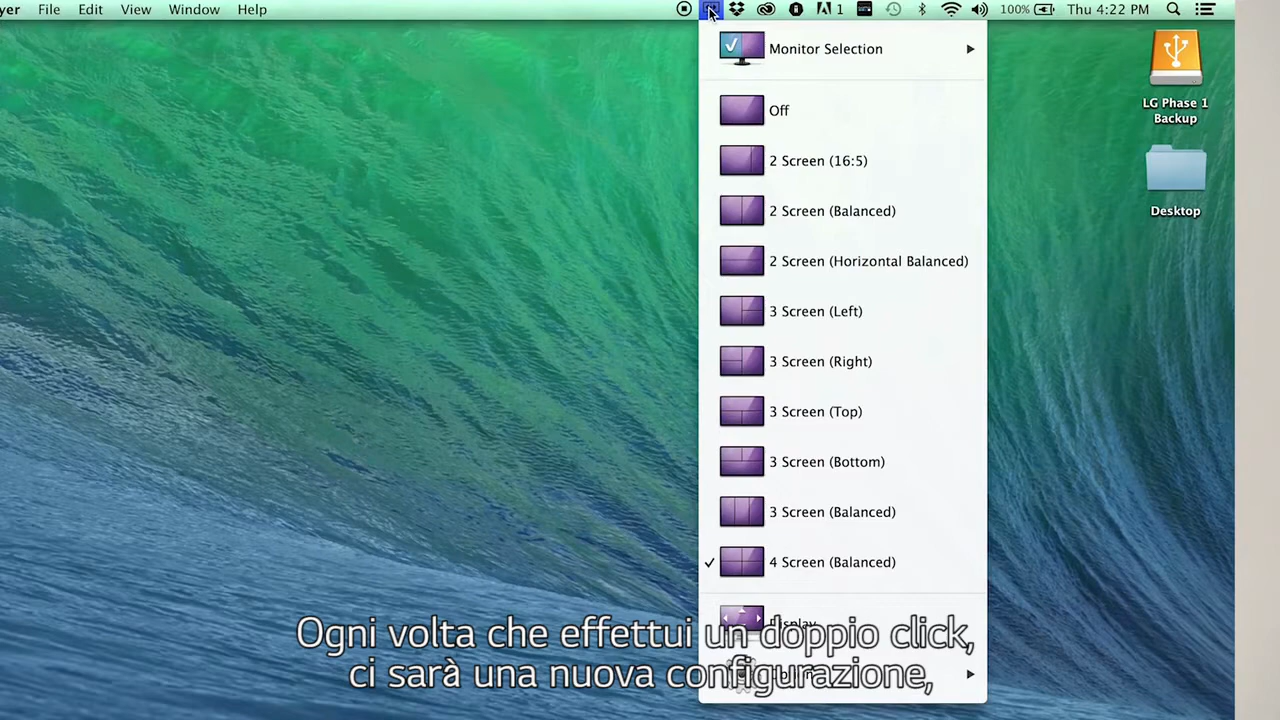 yer File Edit View Window Help 1 100% Thu 4:22 PM
Monitor Selection
Off
2 Screen (16:5)
2 Screen (Balanced)
2 Screen (Horizontal Balanced)
3 Screen (Left)
3 Screen (Right)
3 Screen (Top)
3 Screen (Bottom)
3 Screen (Balanced)
4 Screen (Balanced)
Display
LG Phase 1
Backup
Desktop
Ogni volta che effettui un doppio click,
ci sarà una nuova configurazione,